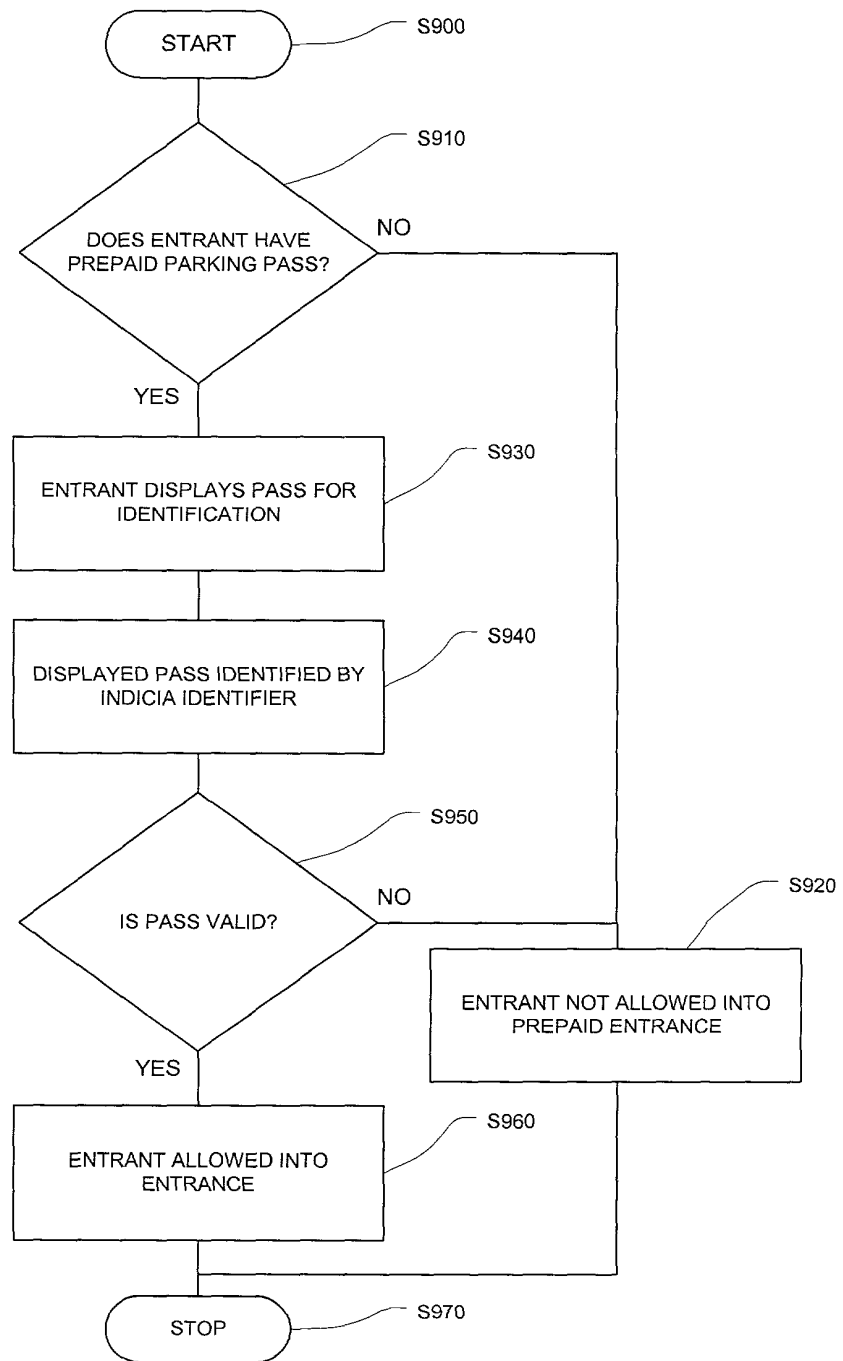 START
S900
S910
DOES ENTRANT HAVE
PREPAID PARKING PASS?
NO
YES
S930
ENTRANT DISPLAYS PASS FOR
IDENTIFICATION
S940
DISPLAYED PASS IDENTIFIED BY
INDICIA IDENTIFIER
S950
IS PASS VALID?
NO
S920
ENTRANT NOT ALLOWED INTO
PREPAID ENTRANCE
YES
S960
ENTRANT ALLOWED INTO
ENTRANCE
STOP
S970